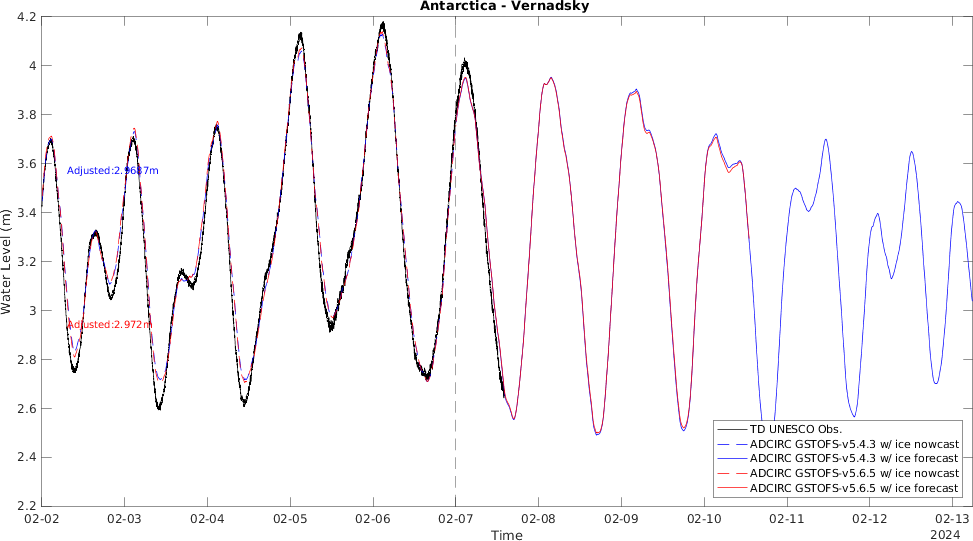 Antarctica - Vernadsky
4.2
4
3.8
3.6
3.4
3.2
3
2.8
2.6
2.4
2.2
Water Level (m)
Adjusted:2.9687m
Adjusted:2.972m
TD UNESCO Obs.
ADCIRC GSTOFS-v5.4.3 w/ ice nowcast
ADCIRC GSTOFS-v5.4.3 w/ ice forecast
ADCIRC GSTOFS-v5.6.5 w/ ice nowcast
ADCIRC GSTOFS-v5.6.5 w/ ice forecast
02-02 02-03 02-04 02-05 02-06 02-07 02-08 02-09 02-10 02-11 02-12 02-13
Time
2024